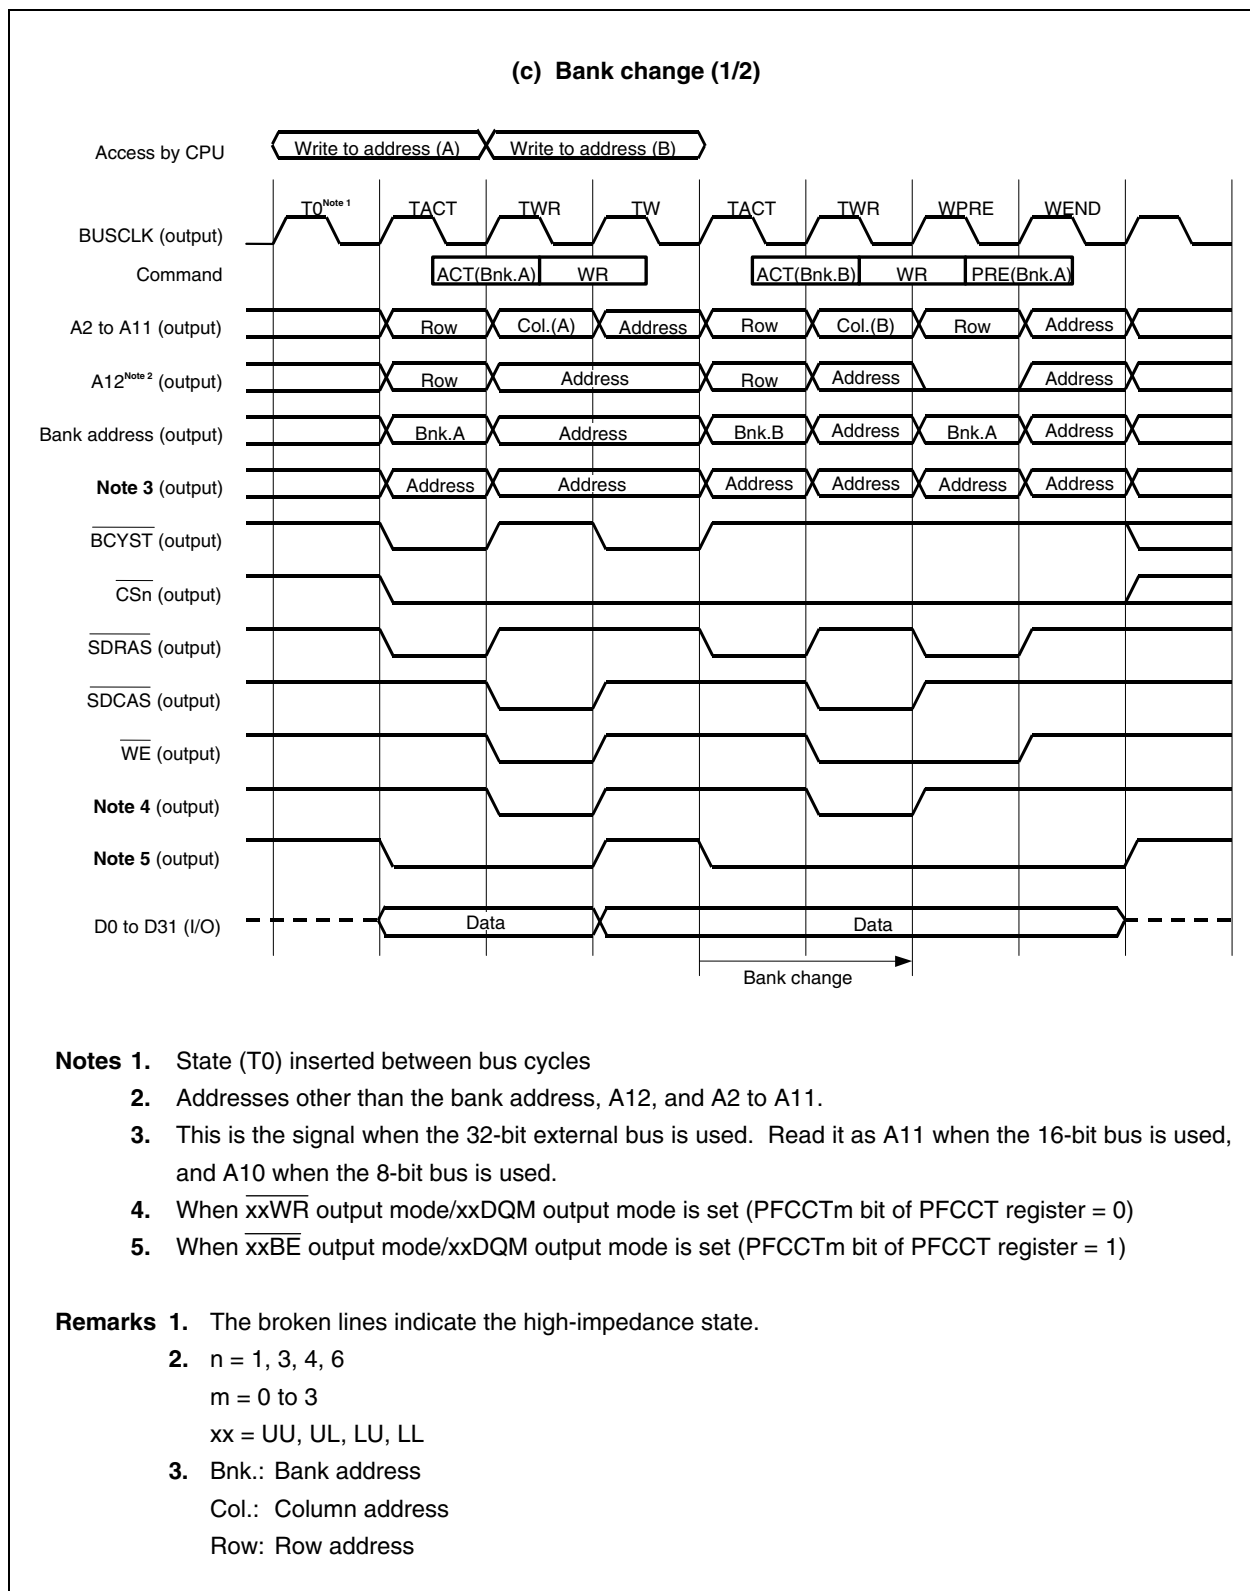 (c) Bank change (1/2)
Access by CPU Write to address (A) Write to address (B)
T0Note 1 TACT TWR TW TACT TWR WPRE WEND
BUSCLK (output)
Command ACT(Bnk.A) WR ACT(Bnk.B) WR PRE(Bnk.A)
A2 to A11 (output) Row Col.(A) Address Row Col.(B) Row Address
A12Note 2 (output) Row Address Row Address Address
Bank address (output) Bnk.A Address Bnk.B Address Bnk.A Address
Note 3 (output) Address Address Address Address Address Address
BCYST (output)
CSn (output)
SDRAS (output)
SDCAS (output)
WE (output)
Note 4 (output)
Note 5 (output)
D0 to D31 (I/O) Data Data
Bank change
Notes 1. State (T0) inserted between bus cycles
2. Addresses other than the bank address, A12, and A2 to A11.
3. This is the signal when the 32-bit external bus is used. Read it as A11 when the 16-bit bus is used,
and A10 when the 8-bit bus is used.
4. When xxWR output mode/xxDQM output mode is set (PFCCTm bit of PFCCT register = 0)
5. When xxBE output mode/xxDQM output mode is set (PFCCTm bit of PFCCT register = 1)
Remarks 1. The broken lines indicate the high-impedance state.
2. n = 1, 3, 4, 6
m = 0 to 3
xx = UU, UL, LU, LL
3. Bnk.: Bank address
Col.: Column address
Row: Row address